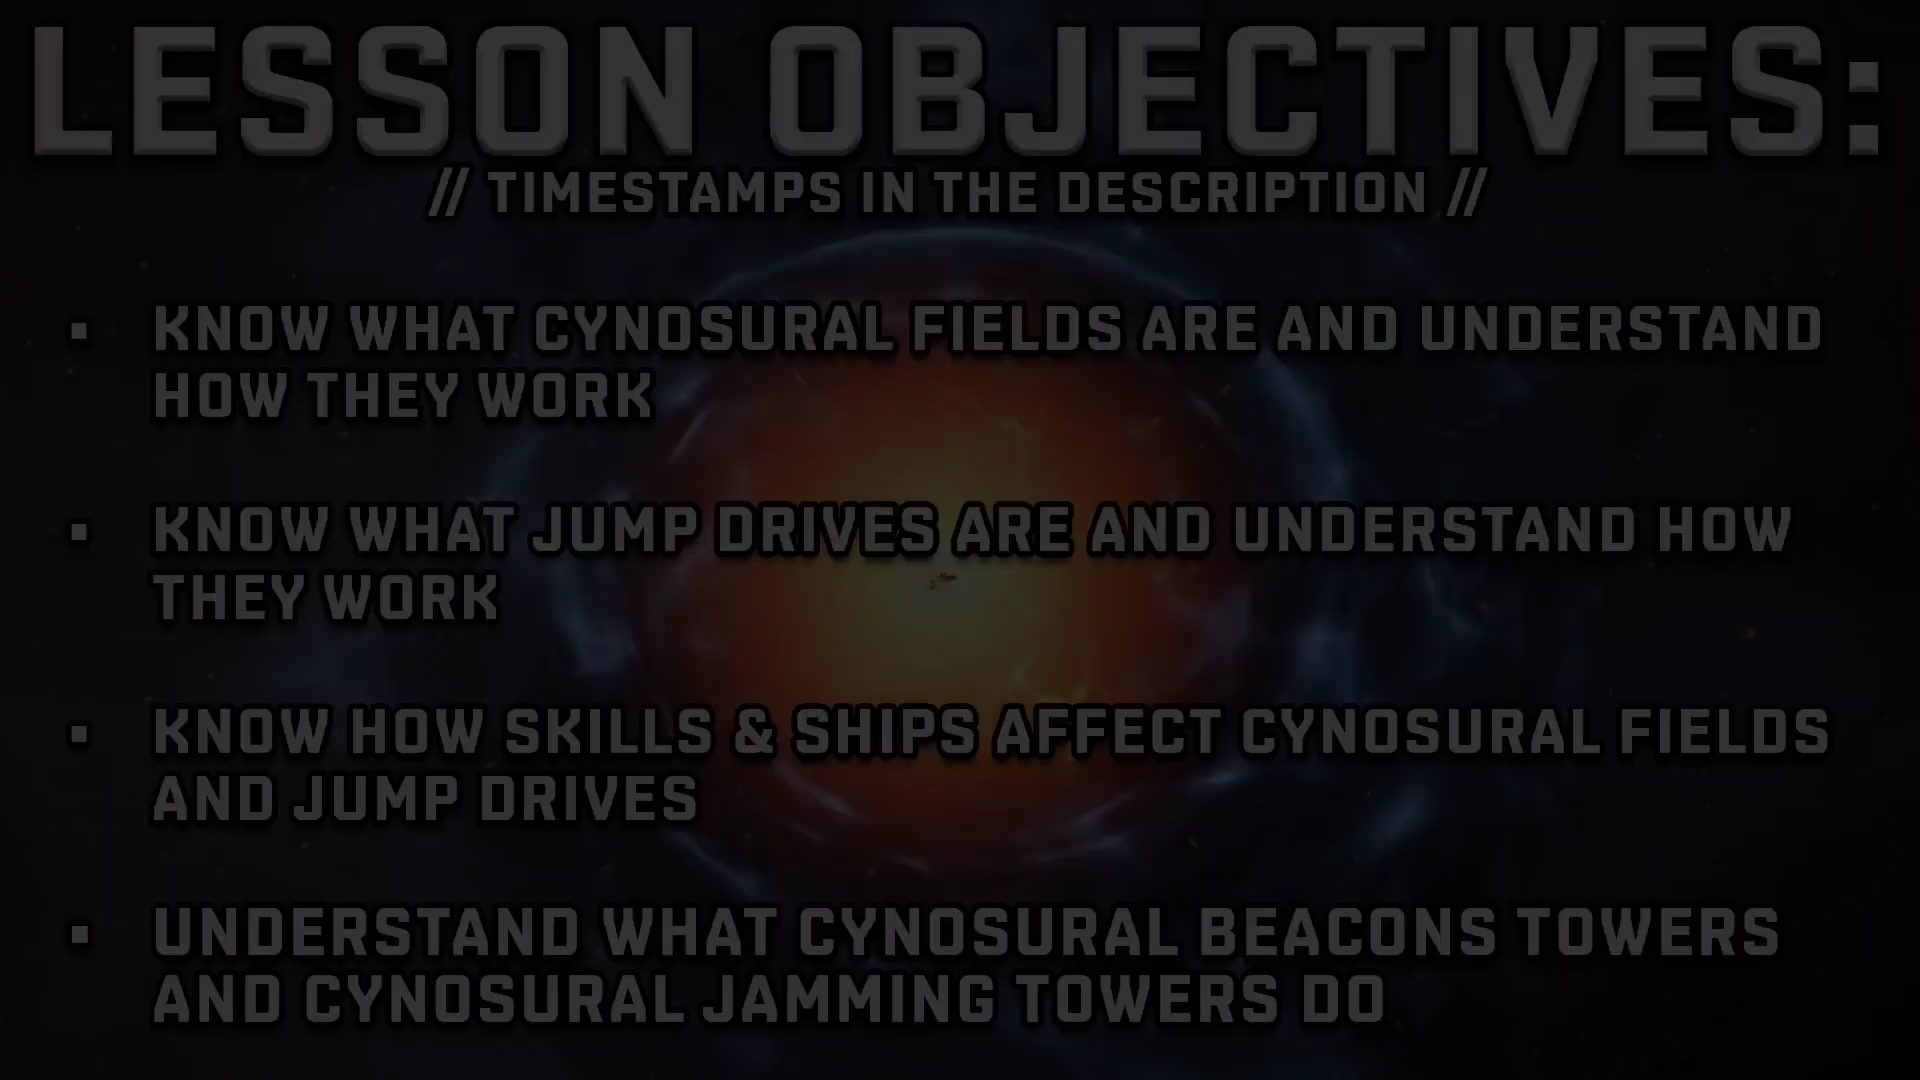 LESSON OBJECTIVES:
// TIMESTAMPS IN THE DESCRIPTION //
▪ KNOW WHAT CYNOSURAL FIELDS ARE AND UNDERSTAND
HOW THEY WORK
▪ KNOW WHAT JUMP DRIVES ARE AND UNDERSTAND HOW
THEY WORK
▪ KNOW HOW SKILLS & SHIPS AFFECT CYNOSURAL FIELDS
AND JUMP DRIVES
▪ UNDERSTAND WHAT CYNOSURAL BEACONS TOWERS
AND CYNOSURAL JAMMING TOWERS DO